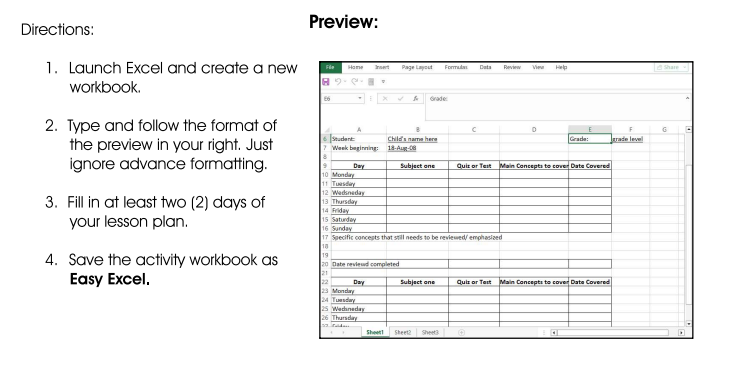 Directions:
1. Launch Excel and create a new
workbook.
2. Type and follow the format of
the preview in your right. Just
ignore advance formatting.
3. Fill in at least two (2) days of
your lesson plan.
4. Save the activity workbook as
Easy Excel.
Preview:
File Home Insert Page Layout Formulas Data Review View Help Share
E6 fx Grade:
A B C D E F G
6 Student: Child's name here Grade: grade level
7 Week beginning: 18-Aug-08
8
9 Day Subject one Quiz or Test Main Concepts to cover Date Covered
10 Monday
11 Tuesday
12 Wedsneday
13 Thursday
14 Friday
15 Saturday
16 Sunday
17 Specific concepts that still needs to be reviewed/ emphasized
18
19
20 Date reviewd completed
21
22 Day Subject one Quiz or Test Main Concepts to cover Date Covered
23 Monday
24 Tuesday
25 Wedsneday
26 Thursday
27 Friday
Sheet1 Sheet2 Sheet3